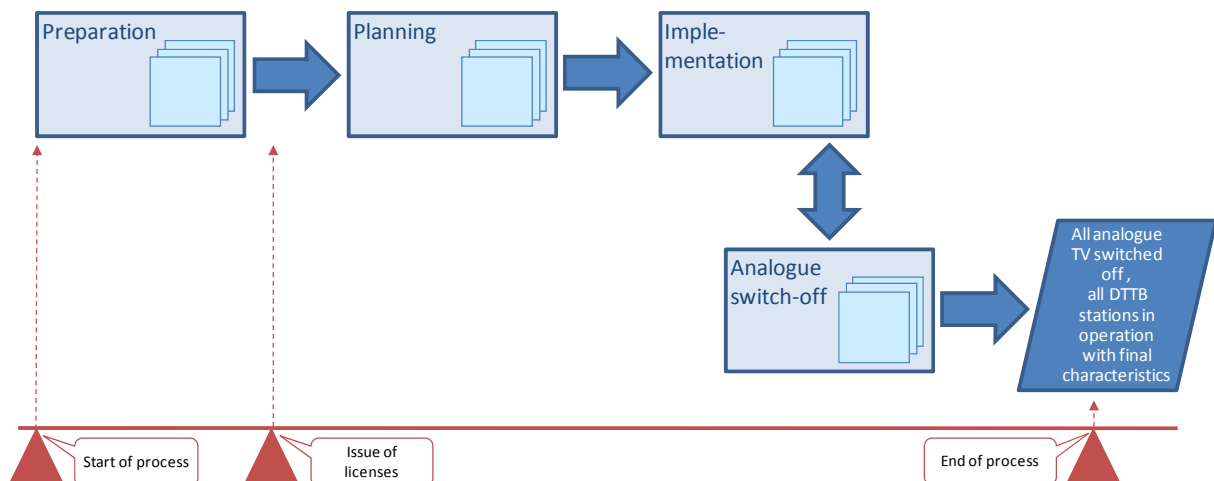 Preparation
Planning
Imple-
mentation
Analogue
switch-off
All analogue
TV switched
off ,
all DTTB
stations in
operation
with final
characteristics
Start of process
Issue of
licenses
End of process